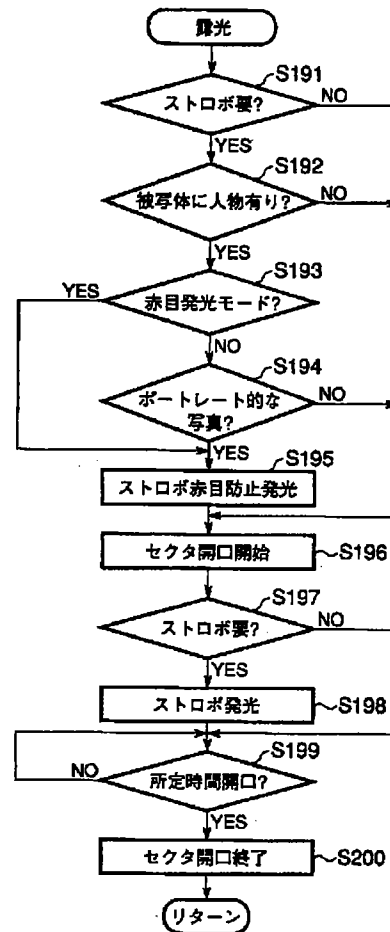 露光
S191
ストロボ要?
NO
YES
S192
被写体に人物有り?
NO
YES
S193
YES
赤目発光モード?
NO
S194
ポートレート的な
写真?
NO
YES
S195
ストロボ赤目防止発光
セクタ開口開始
S196
S197
ストロボ要?
NO
YES
ストロボ発光
S198
S199
NO
所定時間開口?
YES
セクタ開口終了
S200
リターン